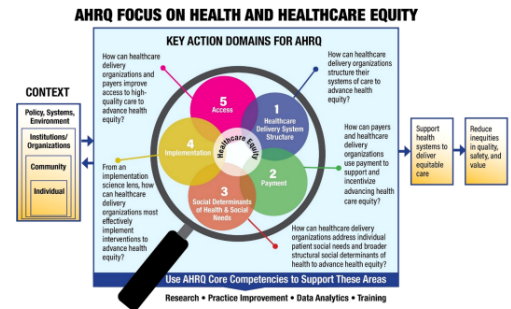 AHRQ FOCUS ON HEALTH AND HEALTHCARE EQUITY
KEY ACTION DOMAINS FOR AHRQ
CONTEXT
Policy, Systems,
Environment
Institutions/
Organizations
Community
Individual
How can healthcare
delivery
organizations and
payers improve
access to high-
quality care to
advance health
equity?
How can healthcare
delivery organizations
structure their
systems of care to
advance health
equity?
5
Access
1
Healthcare
Delivery System
Structure
4
Implementation
Healthcare Equity
2
Payment
3
Social Determinants
of Health & Social
Needs
From an
implementation
science lens, how can
healthcare delivery
organizations most
effectively
implement
interventions to
advance health
equity?
How can payers and
healthcare delivery
organizations
use payment to
support and
incentivize
advancing health
care equity?
How can healthcare delivery
organizations address individual
patient social needs and broader
structural social determinants of
health to advance health equity?
Support
health
systems to
deliver
equitable
care
Reduce
inequities
in quality,
safety, and
value
Use AHRQ Core Competencies to Support These Areas
Research • Practice Improvement • Data Analytics • Training